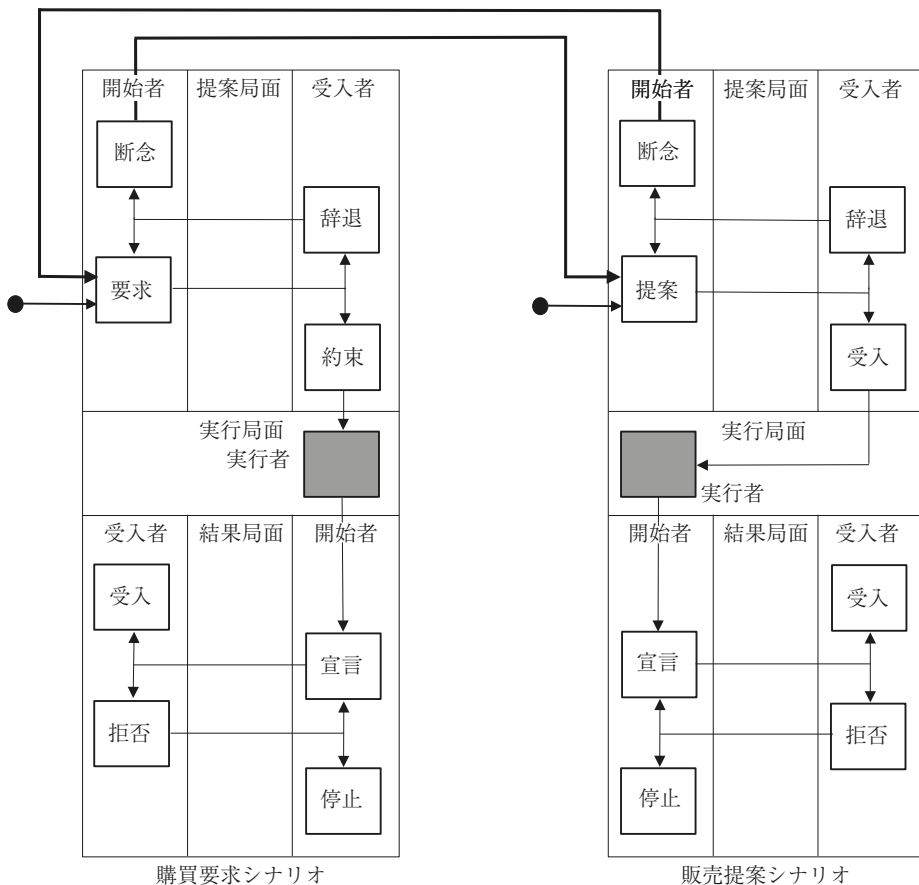 開始者 提案局面 受入者
断念
辞退
要求
約束
実行局面
実行者
受入者 結果局面 開始者
受入
宣言
拒否
停止
購買要求シナリオ
開始者 提案局面 受入者
断念
辞退
提案
受入
実行局面
実行者
開始者 結果局面 受入者
受入
宣言
拒否
停止
販売提案シナリオ